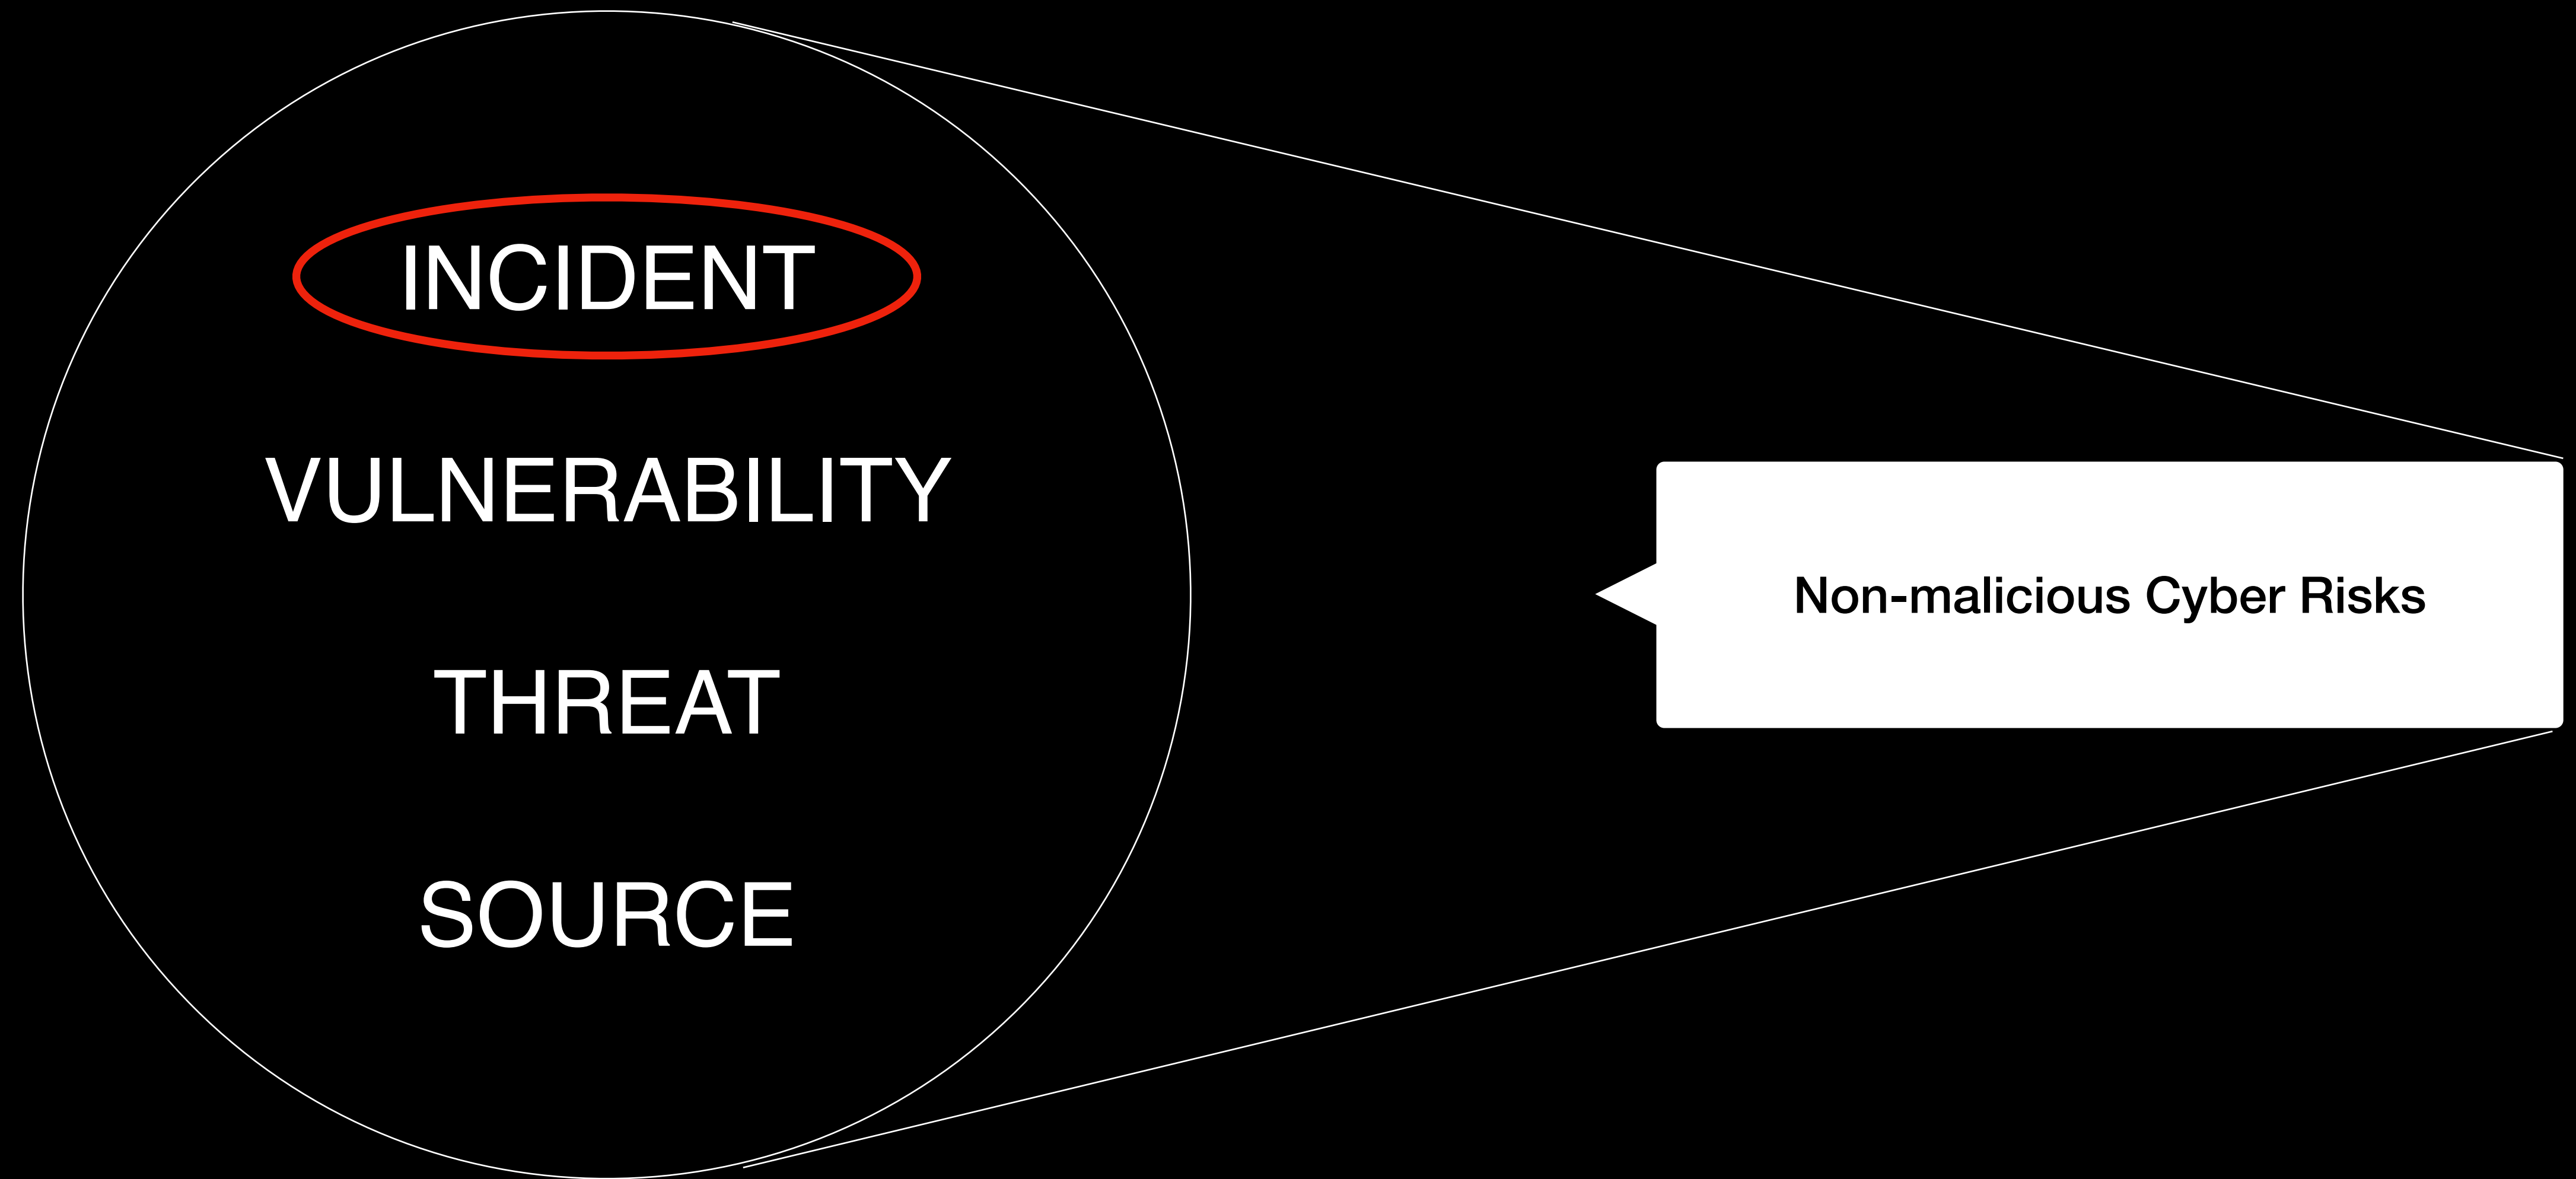 INCIDENT
VULNERABILITY
THREAT
SOURCE
Non-malicious Cyber Risks